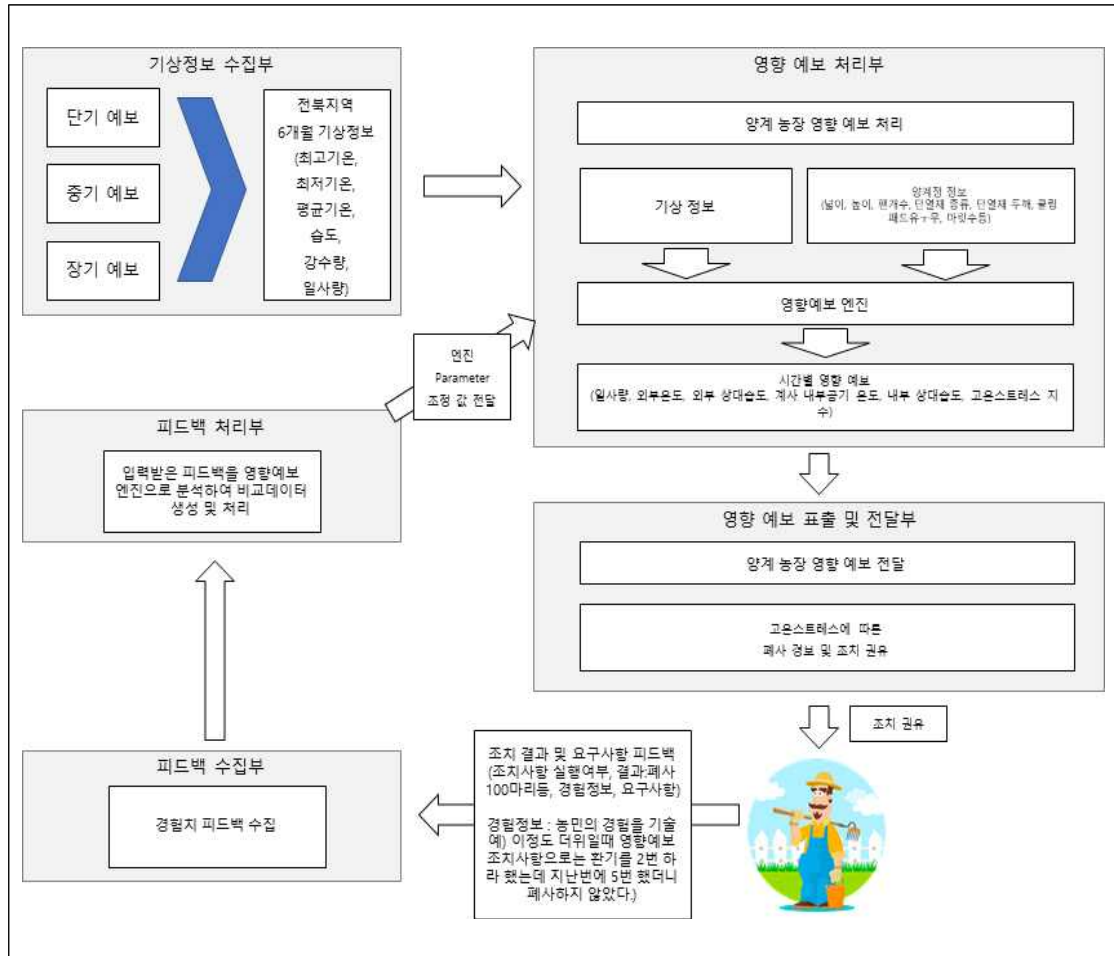 기상정보 수집부
단기 예보
중기 예보
장기 예보
전북지역
6개월 기상정보
(최고기온,
최저기온,
평균기온,
습도,
강수량,
일사량)
영향 예보 처리부
양계 농장 영향 예보 처리
기상 정보
양계정 정보
(넓이, 높이, 팬개수, 단열재 종류, 단열재 두께, 쿨링
패드유ㅜ무, 마릿수등)
영향예보 엔진
시간별 영향 예보
(일사량, 외부온도, 외부 상대습도, 계사 내부공기 온도, 내부 상대습도, 고온스트레스 지
수)
엔진
Parameter
조정 값 전달
피드백 처리부
입력받은 피드백을 영향예보
엔진으로 분석하여 비교데이터
생성 및 처리
영향 예보 표출 및 전달부
양계 농장 영향 예보 전달
고온스트레스에 따른
폐사 경보 및 조치 권유
조치 권유
피드백 수집부
경험치 피드백 수집
조치 결과 및 요구사항 피드백
(조치사항 실행여부, 결과:폐사
100마리등, 경험정보, 요구사항)
경험정보 : 농민의 경험을 기술
예) 이정도 더위일때 영향예보
조치사항으로는 환기를 2번 하
라 했는데 지난번에 5번 했더니
폐사하지 않았다.)